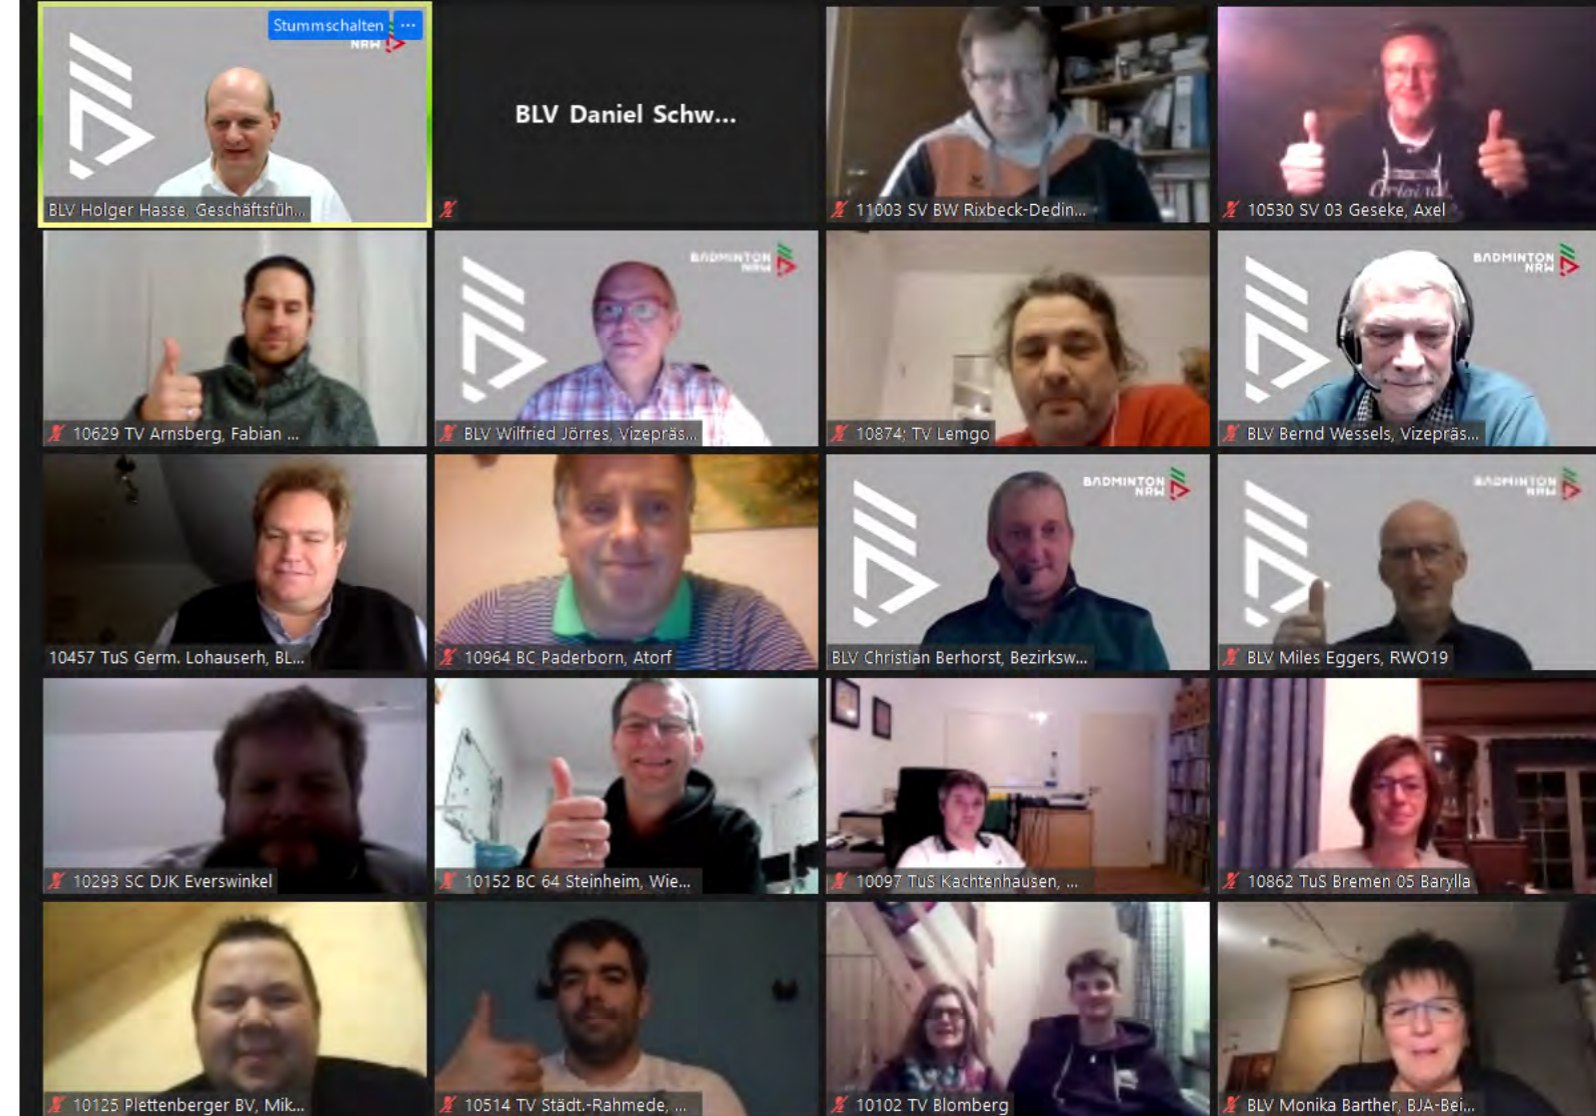 Stummschalten ...
NRW
BLV Holger Hasse, Geschäftsfüh...
BLV Daniel Schw...
11003 SV BW Rixbeck-Dedin...
Original
10530 SV 03 Geseke, Axel
10629 TV Arnsberg, Fabian ...
BADMINTON
NRW
BLV Wilfried Jörres, Vizepräs...
10874; TV Lemgo
BADMINTON
NRW
BLV Bernd Wessels, Vizepräs...
10457 TuS Germ. Lohauserh, BL...
10964 BC Paderborn, Atorf
BADMINTON
NRW
BLV Christian Berhorst, Bezirksw...
BADMINTON
NRW
BLV Miles Eggers, RWO19
10293 SC DJK Everswinkel
10152 BC 64 Steinheim, Wie...
10097 TuS Kachtenhausen, ...
10862 TuS Bremen 05 Barylla
10125 Plettenberger BV, Mik...
10514 TV Städt.-Rahmede, ...
10102 TV Blomberg
BLV Monika Barther, BJA-Bei...